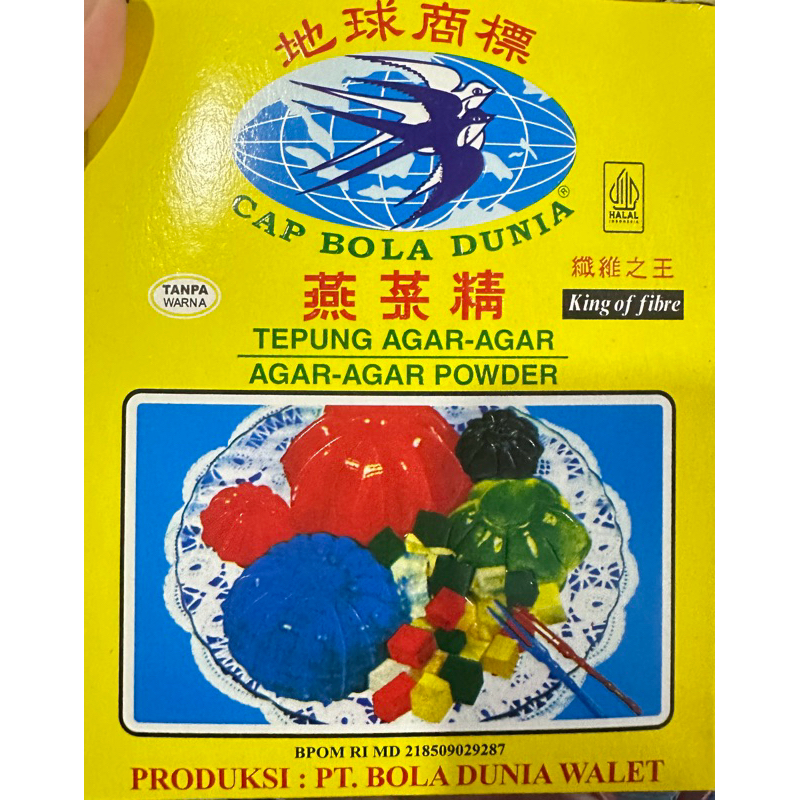 地球商標
CAP BOLA DUNIA®
HALAL
INDONESIA
TANPA
WARNA
燕菜精
纖維之王
King of fibre
TEPUNG AGAR-AGAR
AGAR-AGAR POWDER
BPOM RI MD 218509029287
PRODUKSI : PT. BOLA DUNIA WALET